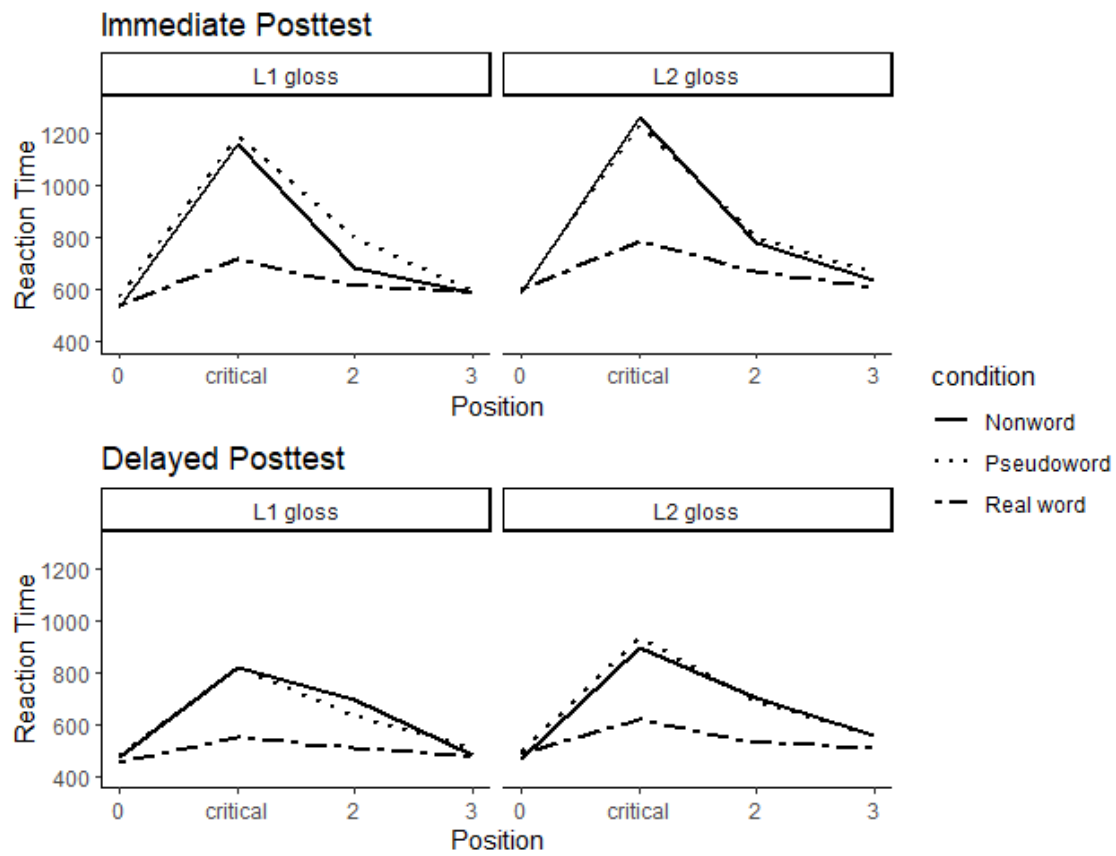 Immediate Posttest
L1 gloss
L2 gloss
Reaction Time
1200
1000
800
600
400
0 critical 2 3
0 critical 2 3
Position
condition
Nonword
Pseudoword
Real word
Delayed Posttest
L1 gloss
L2 gloss
Reaction Time
1200
1000
800
600
400
0 critical 2 3
0 critical 2 3
Position